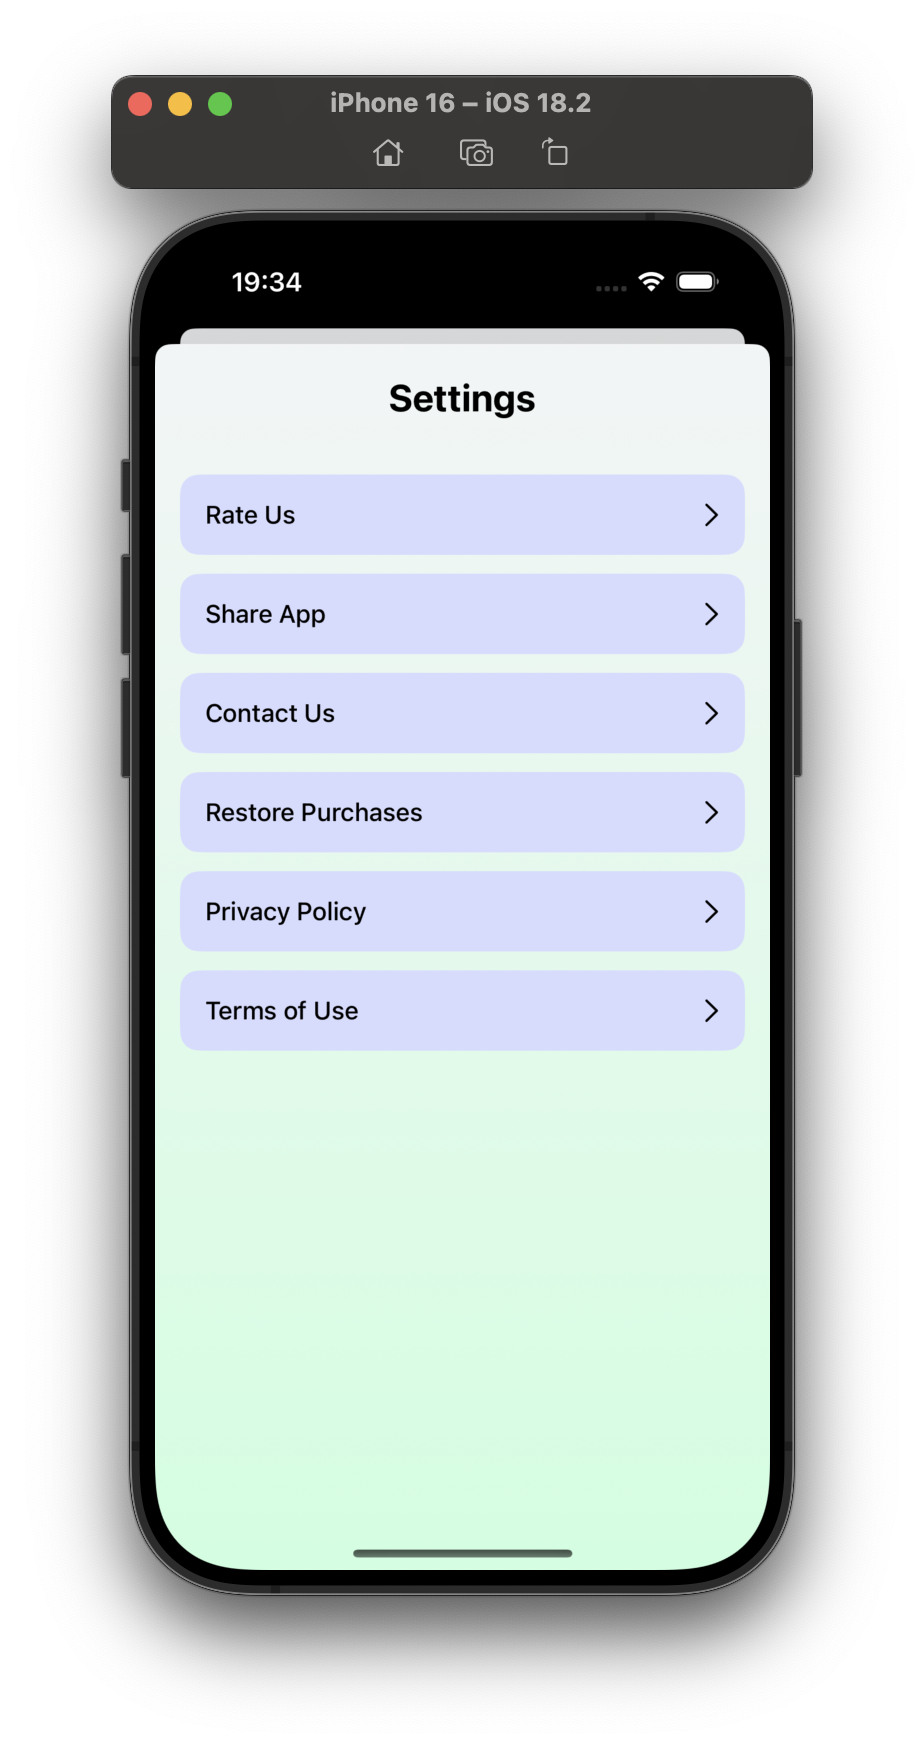 iPhone 16 – iOS 18.2
19:34
Settings
Rate Us
Share App
Contact Us
Restore Purchases
Privacy Policy
Terms of Use